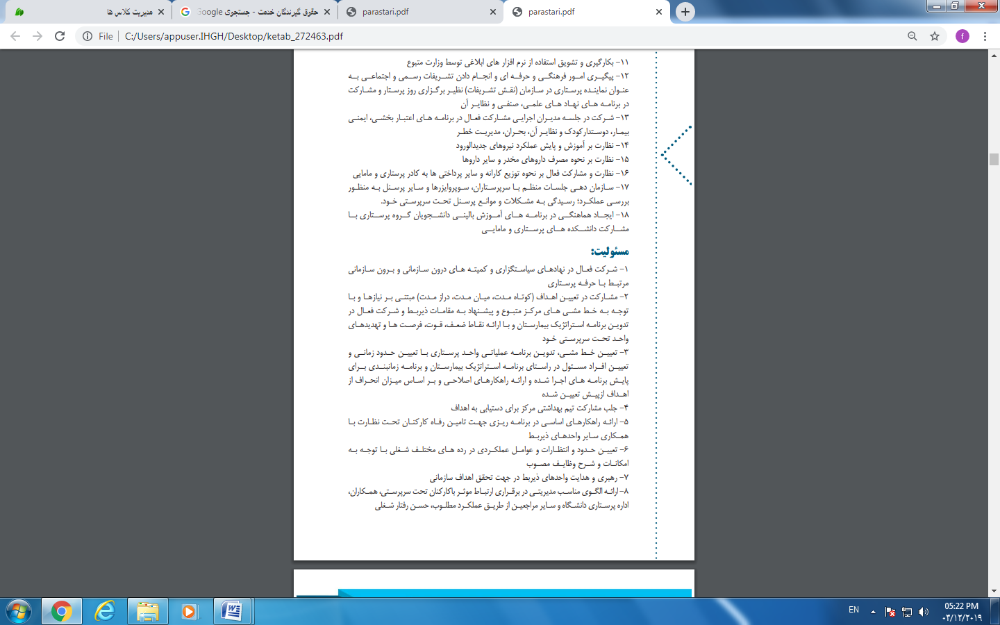 مدیریت کلاس ها
حقوق گیرندگان خدمت - جستجوی Google
parastari.pdf
parastari.pdf
File
C:/Users/appuser.IHGH/Desktop/ketab_272463.pdf
f
۱۱- بکارگیری و تشویق استفاده از نرم افزار های ابلاغی توسط وزارت متبوع
۱۲- پیگیری امور فرهنگی و حرفه ای و انجام دادن تشریفات رسمی و اجتماعی به
عنوان نماینده پرستاری در سازمان (نقش تشریفات) نظیر برگزاری روز پرستار و مشارکت
در برنامه های نهاد های علمی، صنفی و نظایر آن
۱۳- شرکت در جلسه مدیران اجرایی مشارکت فعال در برنامه های اعتبار بخشی، ایمنی
بیمار، دوستدارکودک و نظایر آن، بحران، مدیریت خطر
۱۴- نظارت بر آموزش و پایش عملکرد نیروهای جدیدالورود
۱۵- نظارت بر نحوه مصرف داروهای مخدر و سایر داروها
۱۶- نظارت و مشارکت فعال بر نحوه توزیع کارانه و سایر پرداختی ها به کادر پرستاری و مامایی
۱۷- سازمان دهی جلسات منظم با سرپرستاران، سوپروایزرها و سایر پرسنل به منظور
بررسی عملکرد؛ رسیدگی به مشکلات و موانع پرسنل تحت سرپرستی خود.
۱۸- ایجاد هماهنگی در برنامه های آموزش بالینی دانشجویان گروه پرستاری با
مشارکت دانشکده های پرستاری و مامایی
مسئولیت:
۱- شرکت فعال در نهادهای سیاستگزاری و کمیته های درون سازمانی و برون سازمانی
مرتبط با حرفه پرستاری
۲- مشارکت در تعیین اهداف (کوتاه مدت، میان مدت، دراز مدت) مبتنی بر نیازها و با
توجه به خط مشی های مرکز متبوع و پیشنهاد به مقامات ذیربط و شرکت فعال در
تدوین برنامه استراتژیک بیمارستان و با ارائه نقاط ضعف، قوت، فرصت ها و تهدیدهای
واحد تحت سرپرستی خود
۳- تعیین خط مشی، تدوین برنامه عملیاتی واحد پرستاری با تعیین حدود زمانی و
تعیین افراد مسئول در راستای برنامه استراتژیک بیمارستان و برنامه زمانبندی برای
پایش برنامه های اجرا شده و ارائه راهکارهای اصلاحی و بر اساس میزان انحراف از
اهداف ازپیش تعیین شده
۴- جلب مشارکت تیم بهداشتی مرکز برای دستیابی به اهداف
۵- ارائه راهکارهای اساسی در برنامه ریزی جهت تامین رفاه کارکنان تحت نظارت با
همکاری سایر واحدهای ذیربط
۶- تعیین حدود و انتظارات و عوامل عملکردی در رده های مختلف شغلی با توجه به
امکانات و شرح وظایف مصوب
۷- رهبری و هدایت واحدهای ذیربط در جهت تحقق اهداف سازمانی
۸- ارائه الگوی مناسب مدیریتی در برقراری ارتباط موثر باکارکنان تحت سرپرستی، همکاران،
اداره پرستاری دانشگاه و سایر مراجعین از طریق عملکرد مطلوب، حسن رفتار شغلی
EN
05:22 PM
۰۳/۱۲/۲۰۱۹